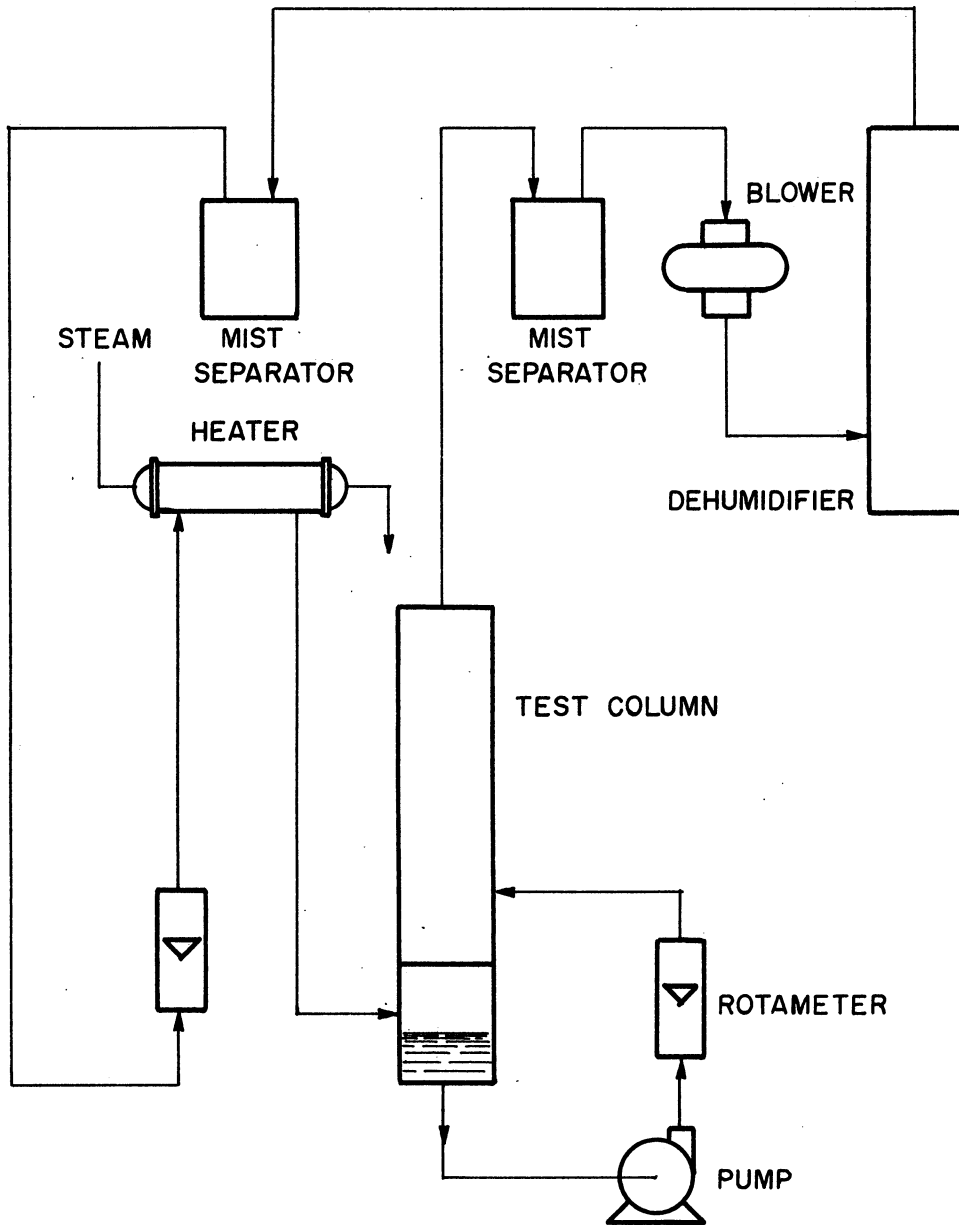 BLOWER
STEAM
MIST
SEPARATOR
MIST
SEPARATOR
HEATER
DEHUMIDIFIER
TEST COLUMN
ROTAMETER
PUMP